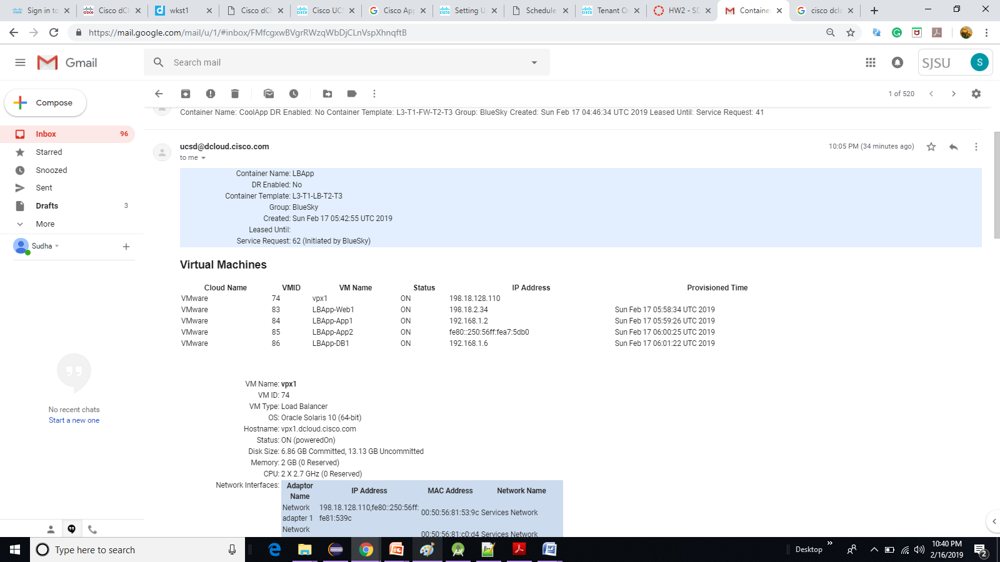 Sign in to
Cisco dCl
wkst1
Cisco dCl
Cisco UCS
Cisco App
Setting U
Schedule
Tenant O
HW2 - SD
Container
cisco dclo
https://mail.google.com/mail/u/1/#inbox/FMfcgxwBVgrRWzqWbDjCLnVspXhnqftB
Gmail
Search mail
SJSU
S
Compose
1 of 520
Inbox 96
Starred
Snoozed
Sent
Drafts 3
More
Sudha
No recent chats
Start a new one
Container Name: CoolApp DR Enabled: No Container Template: L3-T1-FW-T2-T3 Group: BlueSky Created: Sun Feb 17 04:46:34 UTC 2019 Leased Until: Service Request: 41
ucsd@dcloud.cisco.com 10:05 PM (34 minutes ago)
to me
Container Name: LBApp
DR Enabled: No
Container Template: L3-T1-LB-T2-T3
Group: BlueSky
Created: Sun Feb 17 05:42:55 UTC 2019
Leased Until:
Service Request: 62 (Initiated by BlueSky)
Virtual Machines
Cloud Name VMID VM Name Status IP Address Provisioned Time
VMware 74 vpx1 ON 198.18.128.110
VMware 83 LBApp-Web1 ON 198.18.2.34 Sun Feb 17 05:58:34 UTC 2019
VMware 84 LBApp-App1 ON 192.168.1.2 Sun Feb 17 05:59:26 UTC 2019
VMware 85 LBApp-App2 ON fe80::250:56ff:fea7:5db0 Sun Feb 17 06:00:25 UTC 2019
VMware 86 LBApp-DB1 ON 192.168.1.6 Sun Feb 17 06:01:22 UTC 2019
VM Name: vpx1
VM ID: 74
VM Type: Load Balancer
OS: Oracle Solaris 10 (64-bit)
Hostname: vpx1.dcloud.cisco.com
Status: ON (poweredOn)
Disk Size: 6.86 GB Committed, 13.13 GB Uncommitted
Memory: 2 GB (0 Reserved)
CPU: 2 X 2.7 GHz (0 Reserved)
Network Interfaces:
Adaptor Name IP Address MAC Address Network Name
Network adapter 1 198.18.128.110,fe80::250:56ff:fe81:539c 00:50:56:81:53:9c Services Network
Network 00:50:56:81:c0:d4 Services Network
Type here to search
Desktop
10:40 PM
2/16/2019
2